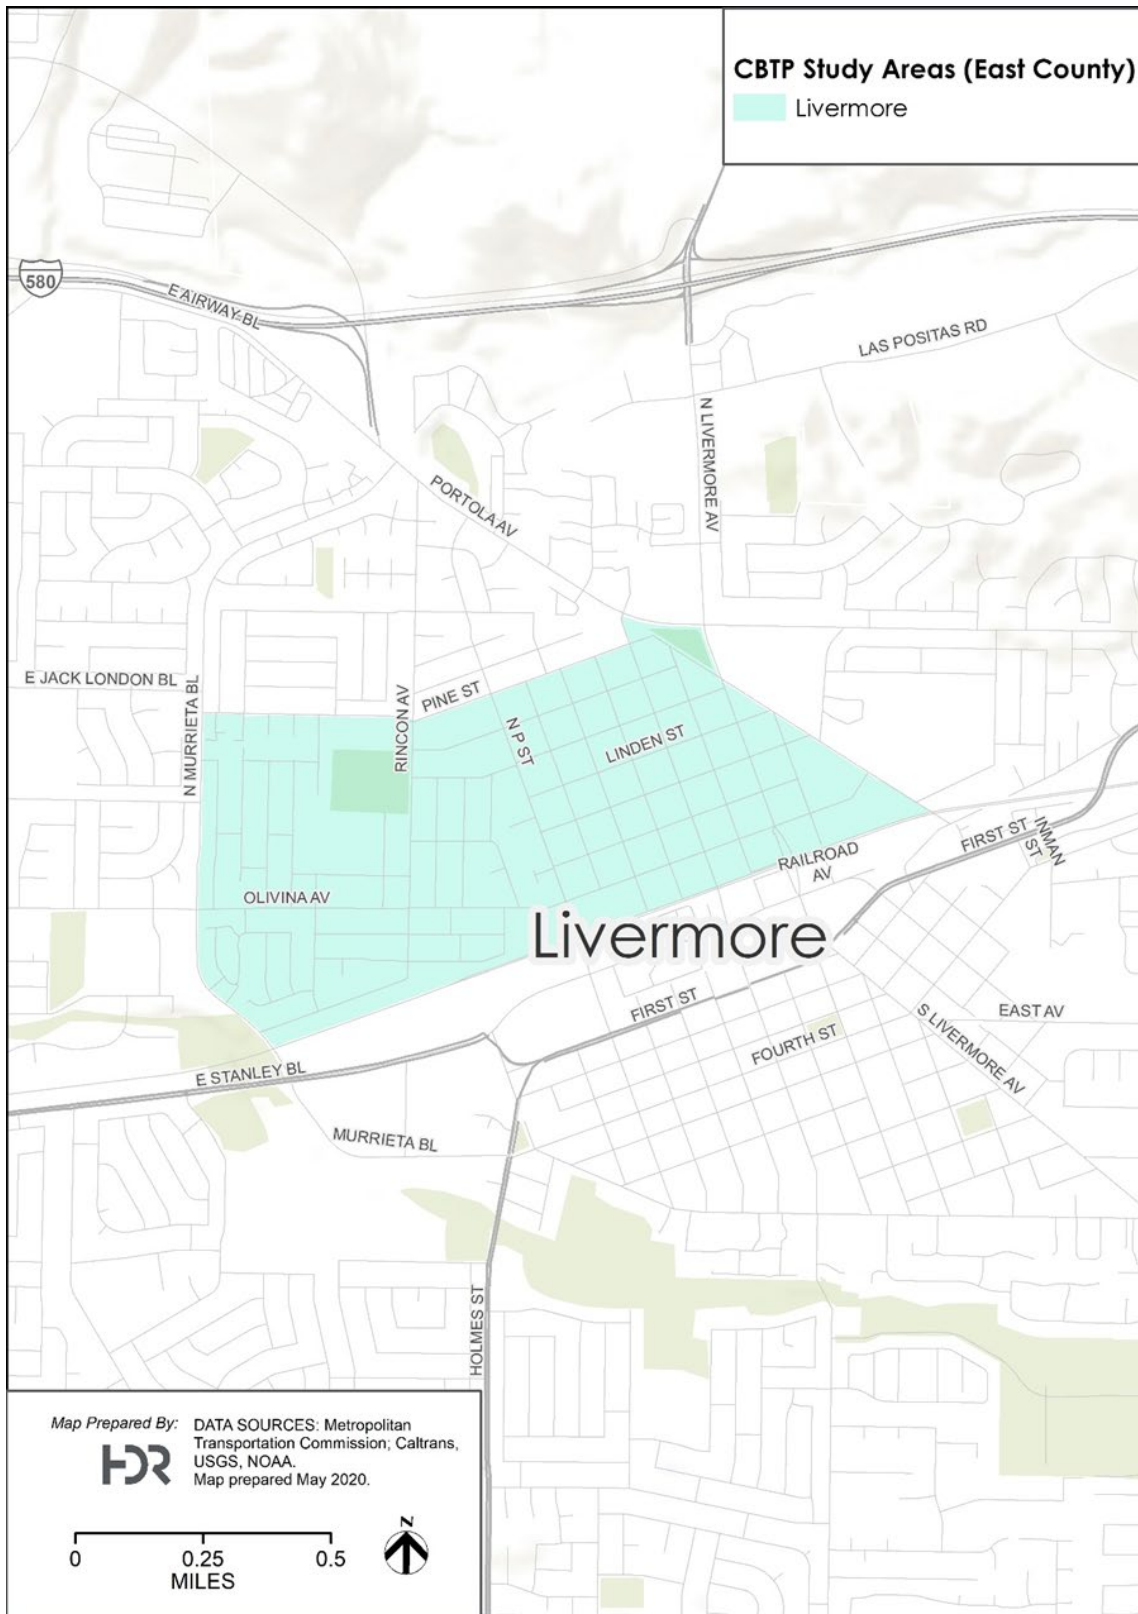 CBTP Study Areas (East County)
Livermore
580
E AIRWAY BL
LAS POSITAS RD
N LIVERMORE AV
PORTOLA AV
E JACK LONDON BL
N MURRIETA BL
RINCON AV
PINE ST
N P ST
LINDEN ST
OLIVINA AV
RAILROAD
AV
FIRST ST
INMAN
ST
Livermore
FIRST ST
FOURTH ST
S LIVERMORE AV
EAST AV
E STANLEY BL
MURRIETA BL
HOLMES ST
Map Prepared By:
HDR
DATA SOURCES: Metropolitan
Transportation Commission; Caltrans,
USGS, NOAA.
Map prepared May 2020.
N
0 0.25 0.5
MILES